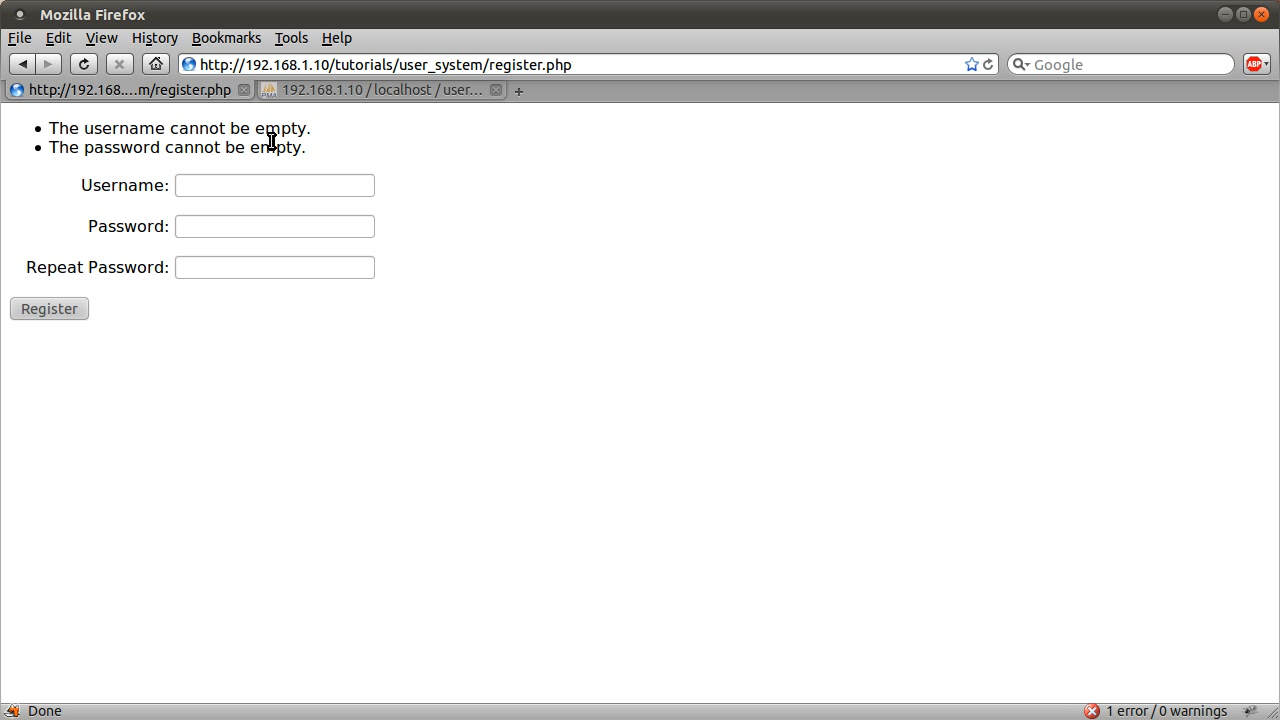 Mozilla Firefox
File Edit View History Bookmarks Tools Help
http://192.168.1.10/tutorials/user_system/register.php
Google
ABP
http://192.168....m/register.php
PMA
192.168.1.10 / localhost / user...
• The username cannot be empty.
• The password cannot be empty.
Username:
Password:
Repeat Password:
Register
Done
1 error / 0 warnings